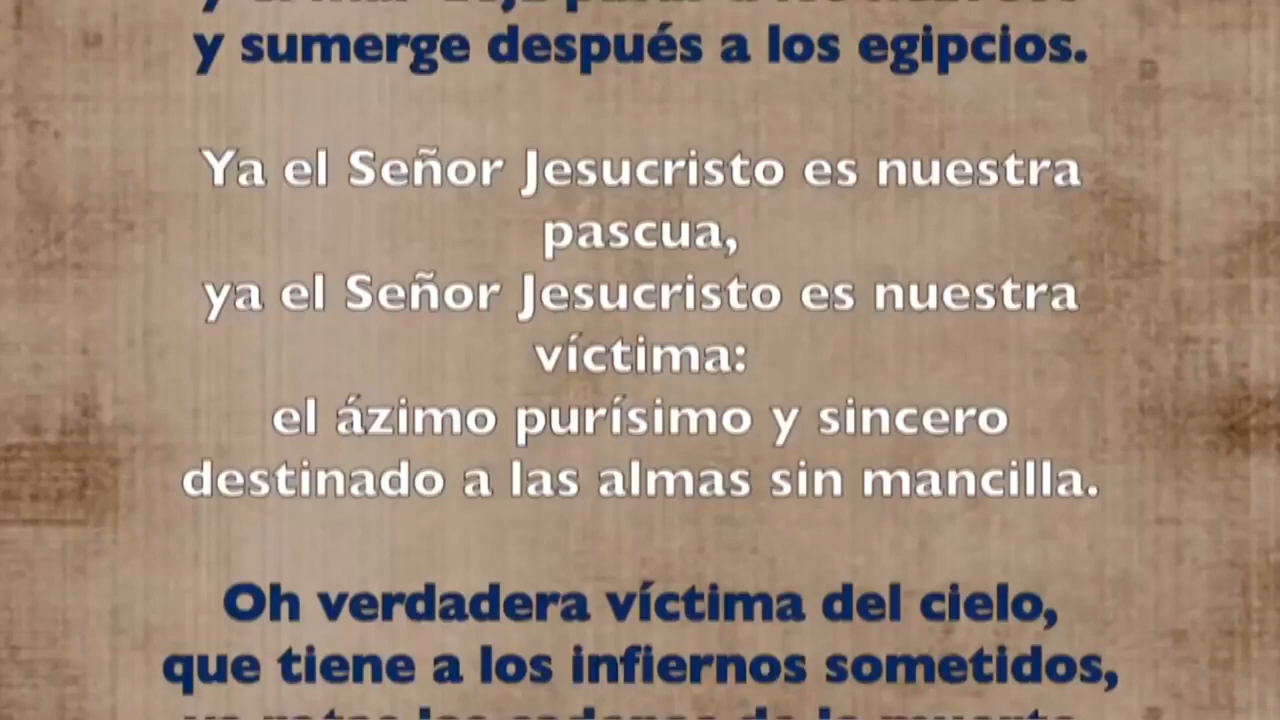 y sumerge después a los egipcios.
Ya el Señor Jesucristo es nuestra
pascua,
ya el Señor Jesucristo es nuestra
víctima:
el ázimo purísimo y sincero
destinado a las almas sin mancilla.
Oh verdadera víctima del cielo,
que tiene a los infiernos sometidos,